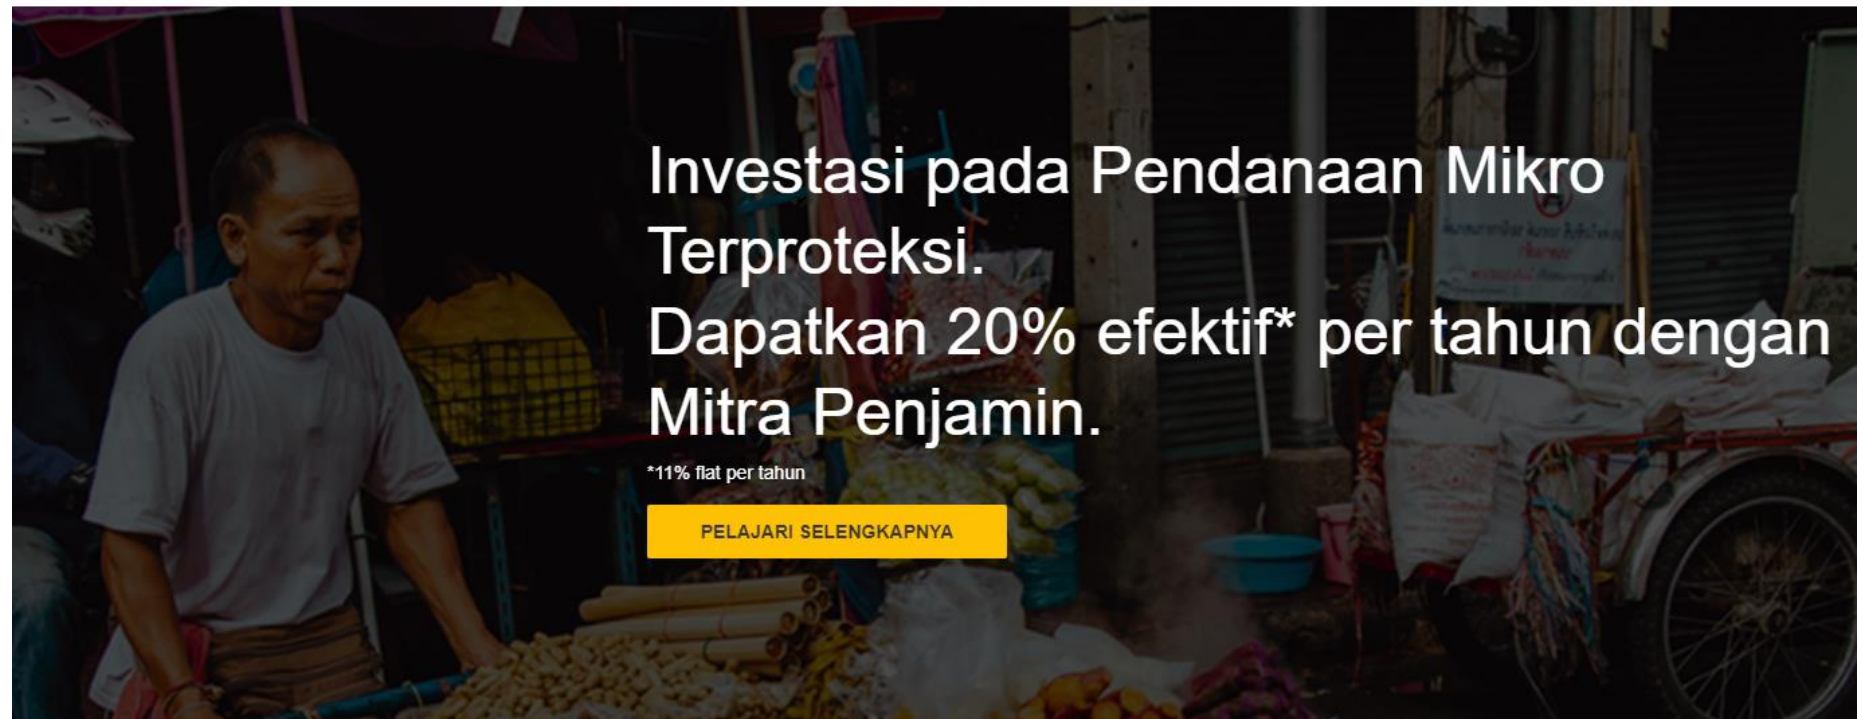 Investasi pada Pendanaan Mikro
Terproteksi.
Dapatkan 20% efektif* per tahun dengan
Mitra Penjamin.
*11% flat per tahun
PELAJARI SELENGKAPNYA